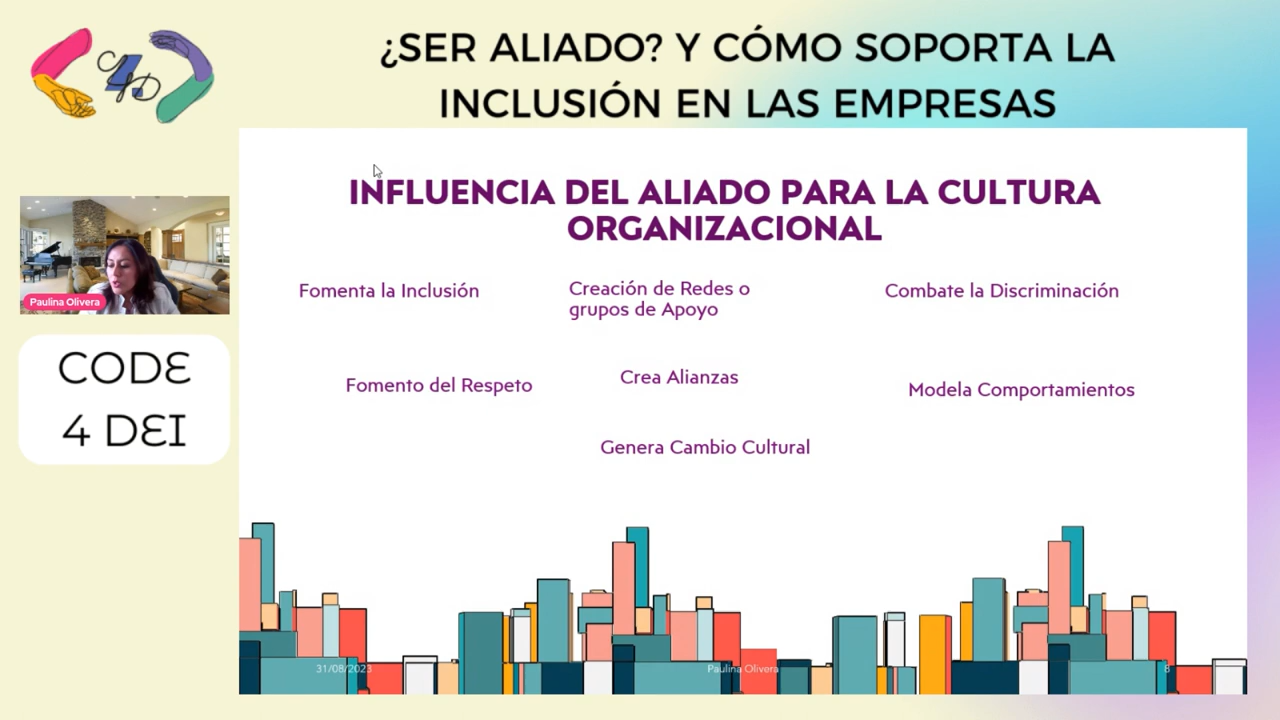 ¿SER ALIADO? Y CÓMO SOPORTA LA
INCLUSIÓN EN LAS EMPRESAS
INFLUENCIA DEL ALIADO PARA LA CULTURA
ORGANIZACIONAL
Fomenta la Inclusión
Creación de Redes o
grupos de Apoyo
Combate la Discriminación
Fomento del Respeto
Crea Alianzas
Modela Comportamientos
Genera Cambio Cultural
Paulina Olivera
CODE
4 DEI
31/08/2023
Paulina Olivera
8